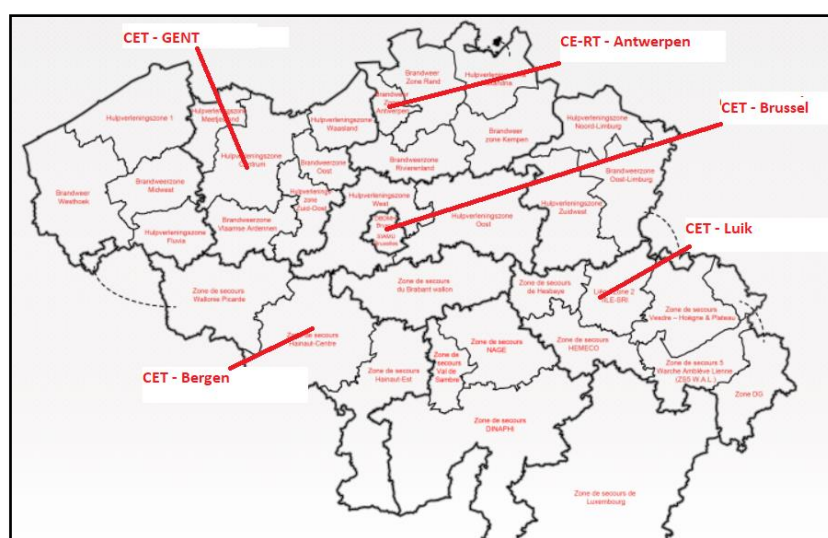 CET - GENT
CE-RT - Antwerpen
CET - Brussel
CET - Luik
CET - Bergen
Brandweer
Zone Rand
Hulpverleningszone
Brandweer
Antwerpen
Hulpverleningszone 1
Hulpverleningszone
Meetjesland
Hulpverleningszone
Waasland
Brandweer
zone Kempen
Hulpverleningszone
Noord-Limburg
Hulpverleningszone
Centrum
Brandweerzone
Oost
Brandweerzone
Rivierenland
Brandweerzone
Oost-Limburg
Brandweer
Westhoek
Brandweerzone
Midwest
zone
Zuid-Oost
Hulpverleningszone
West
Hulpverleningszone
Oost
Hulpverleningszone
Zuidwest
Hulpverleningszone
Fluvia
Brandweerzone
Vlaamse Ardennen
Zone de secours
Wallonie Picarde
Zone de secours
du Brabant wallon
Zone de secours
de Hesbaye
IILE-SRI
Zone de secours
Vesdre – Hoëgne & Plateau
Zone de secours
Hainaut-Centre
Zone de secours
Hainaut-Est
Zone de
secours
Val de
Sambre
Zone de secours
NAGE
Zone de secours
HEMECO
Zone de secours 5
Warche Amblève Lienne
(ZS5 W.A.L.)
Zone DG
Zone de secours
DINAPHI
Zone de secours de
Luxembourg